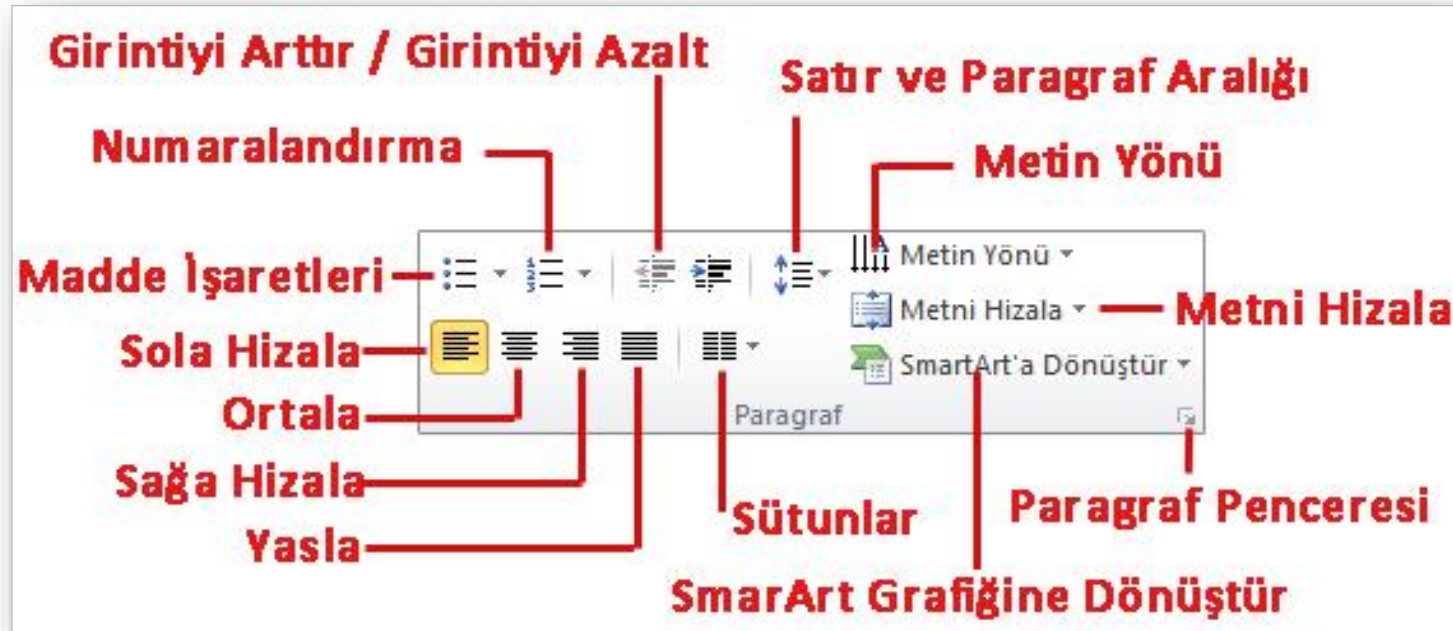 Girintiyi Arttır / Girintiyi Azalt
Satır ve Paragraf Aralığı
Numaralandırma
Metin Yönü
Metin Yönü
Madde İşaretleri
Metni Hizala
Metni Hizala
Sola Hizala
SmartArt'a Dönüştür
Ortala
Paragraf
Sağa Hizala
Sütunlar
Paragraf Penceresi
Yasla
SmarArt Grafiğine Dönüştür